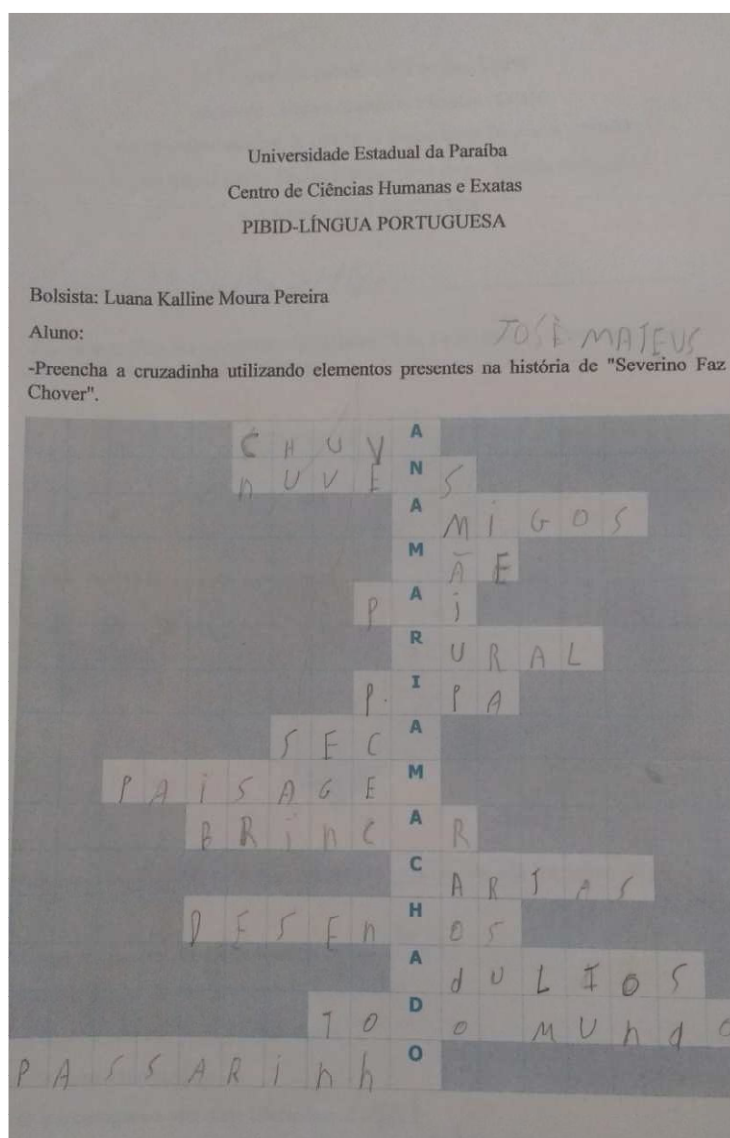 Universidade Estadual da Paraíba
Centro de Ciências Humanas e Exatas
PIBID-LÍNGUA PORTUGUESA
Bolsista: Luana Kalline Moura Pereira
Aluno: JOSÉ MATEUS
-Preencha a cruzadinha utilizando elementos presentes na história de "Severino Faz
Chover".
CHUVA
nUVENS
AMiGOS
MÃE
PAi
RURAL
PIPA
SECA
PAiSAGEM
BRinCAR
CARTAS
DESEnHOS
AdULIOS
TODO MUndO
PASSARinhO